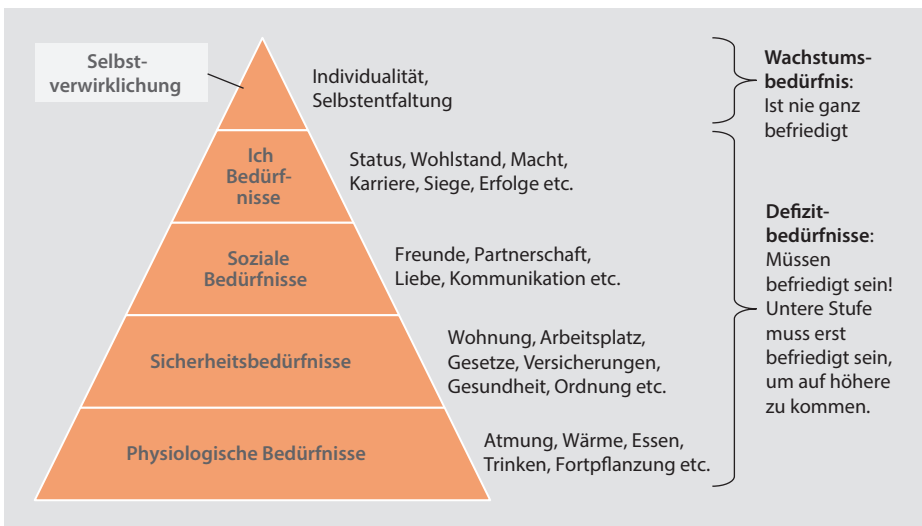 Selbst-
verwirklichung
Individualität,
Selbstentfaltung
Wachstums-
bedürfnis:
Ist nie ganz
befriedigt
Ich
Bedürf-
nisse
Status, Wohlstand, Macht,
Karriere, Siege, Erfolge etc.
Soziale
Bedürfnisse
Freunde, Partnerschaft,
Liebe, Kommunikation etc.
Defizit-
bedürfnisse:
Müssen
befriedigt sein!
Untere Stufe
muss erst
befriedigt sein,
um auf höhere
zu kommen.
Sicherheitsbedürfnisse
Wohnung, Arbeitsplatz,
Gesetze, Versicherungen,
Gesundheit, Ordnung etc.
Physiologische Bedürfnisse
Atmung, Wärme, Essen,
Trinken, Fortpflanzung etc.